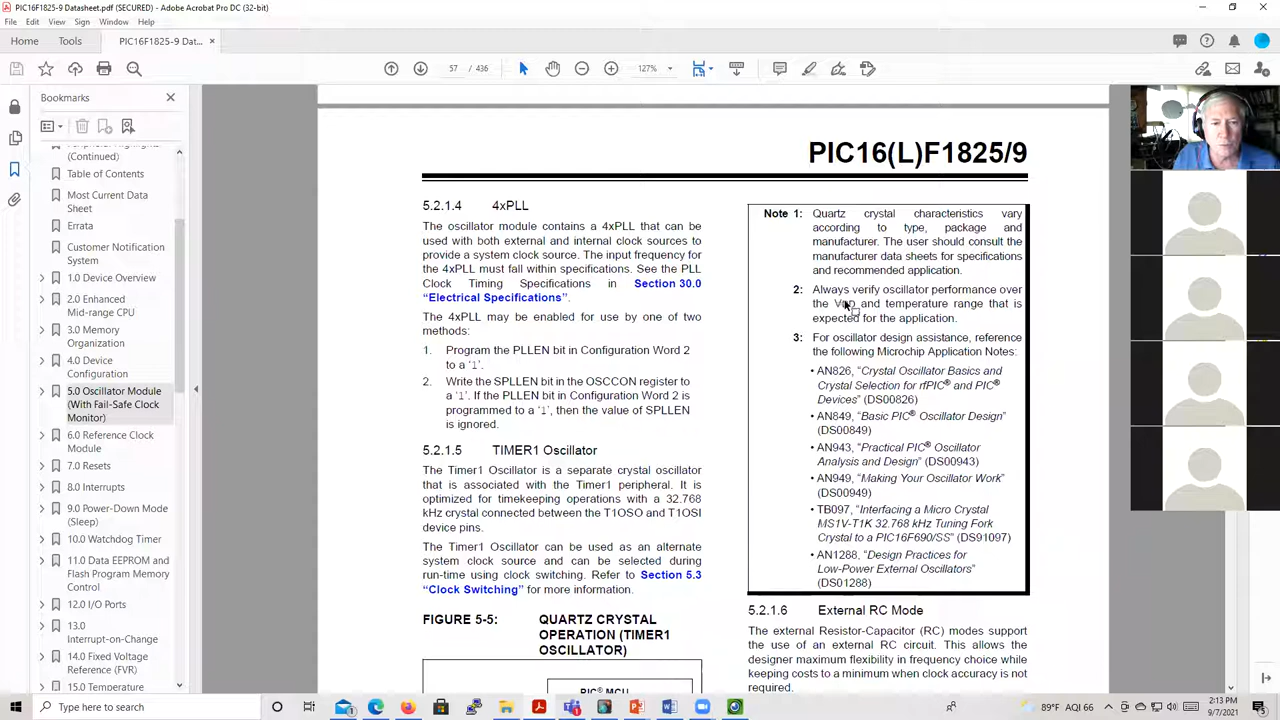 PIC16F1825-9 Datasheet.pdf (SECURED) - Adobe Acrobat Pro DC (32-bit)
File Edit View Sign Window Help
Home Tools PIC16F1825-9 Dat... ×
57 / 436 127%
Bookmarks
Peripheral Highlights
(Continued)
Table of Contents
Most Current Data
Sheet
Errata
Customer Notification
System
1.0 Device Overview
2.0 Enhanced
Mid-range CPU
3.0 Memory
Organization
4.0 Device
Configuration
5.0 Oscillator Module
(With Fail-Safe Clock
Monitor)
6.0 Reference Clock
Module
7.0 Resets
8.0 Interrupts
9.0 Power-Down Mode
(Sleep)
10.0 Watchdog Timer
11.0 Data EEPROM and
Flash Program Memory
Control
12.0 I/O Ports
13.0
Interrupt-on-Change
14.0 Fixed Voltage
Reference (FVR)
15.0 Temperature
PIC16(L)F1825/9
5.2.1.4 4xPLL
The oscillator module contains a 4xPLL that can be
used with both external and internal clock sources to
provide a system clock source. The input frequency for
the 4xPLL must fall within specifications. See the PLL
Clock Timing Specifications in Section 30.0
“Electrical Specifications”.
The 4xPLL may be enabled for use by one of two
methods:
1. Program the PLLEN bit in Configuration Word 2
to a ‘1’.
2. Write the SPLLEN bit in the OSCCON register to
a ‘1’. If the PLLEN bit in Configuration Word 2 is
programmed to a ‘1’, then the value of SPLLEN
is ignored.
5.2.1.5 TIMER1 Oscillator
The Timer1 Oscillator is a separate crystal oscillator
that is associated with the Timer1 peripheral. It is
optimized for timekeeping operations with a 32.768
kHz crystal connected between the T1OSO and T1OSI
device pins.
The Timer1 Oscillator can be used as an alternate
system clock source and can be selected during
run-time using clock switching. Refer to Section 5.3
“Clock Switching” for more information.
FIGURE 5-5: QUARTZ CRYSTAL
OPERATION (TIMER1
OSCILLATOR)
PIC® MCU
Note 1: Quartz crystal characteristics vary
according to type, package and
manufacturer. The user should consult the
manufacturer data sheets for specifications
and recommended application.
2: Always verify oscillator performance over
the VDD and temperature range that is
expected for the application.
3: For oscillator design assistance, reference
the following Microchip Application Notes:
• AN826, “Crystal Oscillator Basics and
Crystal Selection for rfPIC® and PIC®
Devices” (DS00826)
• AN849, “Basic PIC® Oscillator Design”
(DS00849)
• AN943, “Practical PIC® Oscillator
Analysis and Design” (DS00943)
• AN949, “Making Your Oscillator Work”
(DS00949)
• TB097, “Interfacing a Micro Crystal
MS1V-T1K 32.768 kHz Tuning Fork
Crystal to a PIC16F690/SS” (DS91097)
• AN1288, “Design Practices for
Low-Power External Oscillators”
(DS01288)
5.2.1.6 External RC Mode
The external Resistor-Capacitor (RC) modes support
the use of an external RC circuit. This allows the
designer maximum flexibility in frequency choice while
keeping costs to a minimum when clock accuracy is not
required.
Type here to search
89°F AQI 66
2:13 PM
9/7/2021